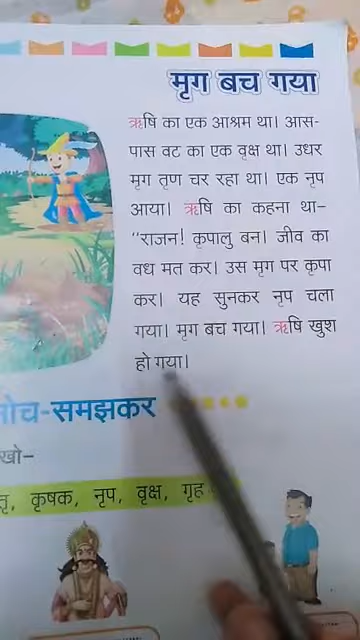 मृग बच गया
ऋषि का एक आश्रम था। आस-
पास वट का एक वृक्ष था। उधर
मृग तृण चर रहा था। एक नृप
आया। ऋषि का कहना था–
“राजन! कृपालु बन। जीव का
वध मत कर। उस मृग पर कृपा
कर। यह सुनकर नृप चला
गया। मृग बच गया। ऋषि खुश
हो गया।
समझकर
कृषक, नृप, वृक्ष, गृह